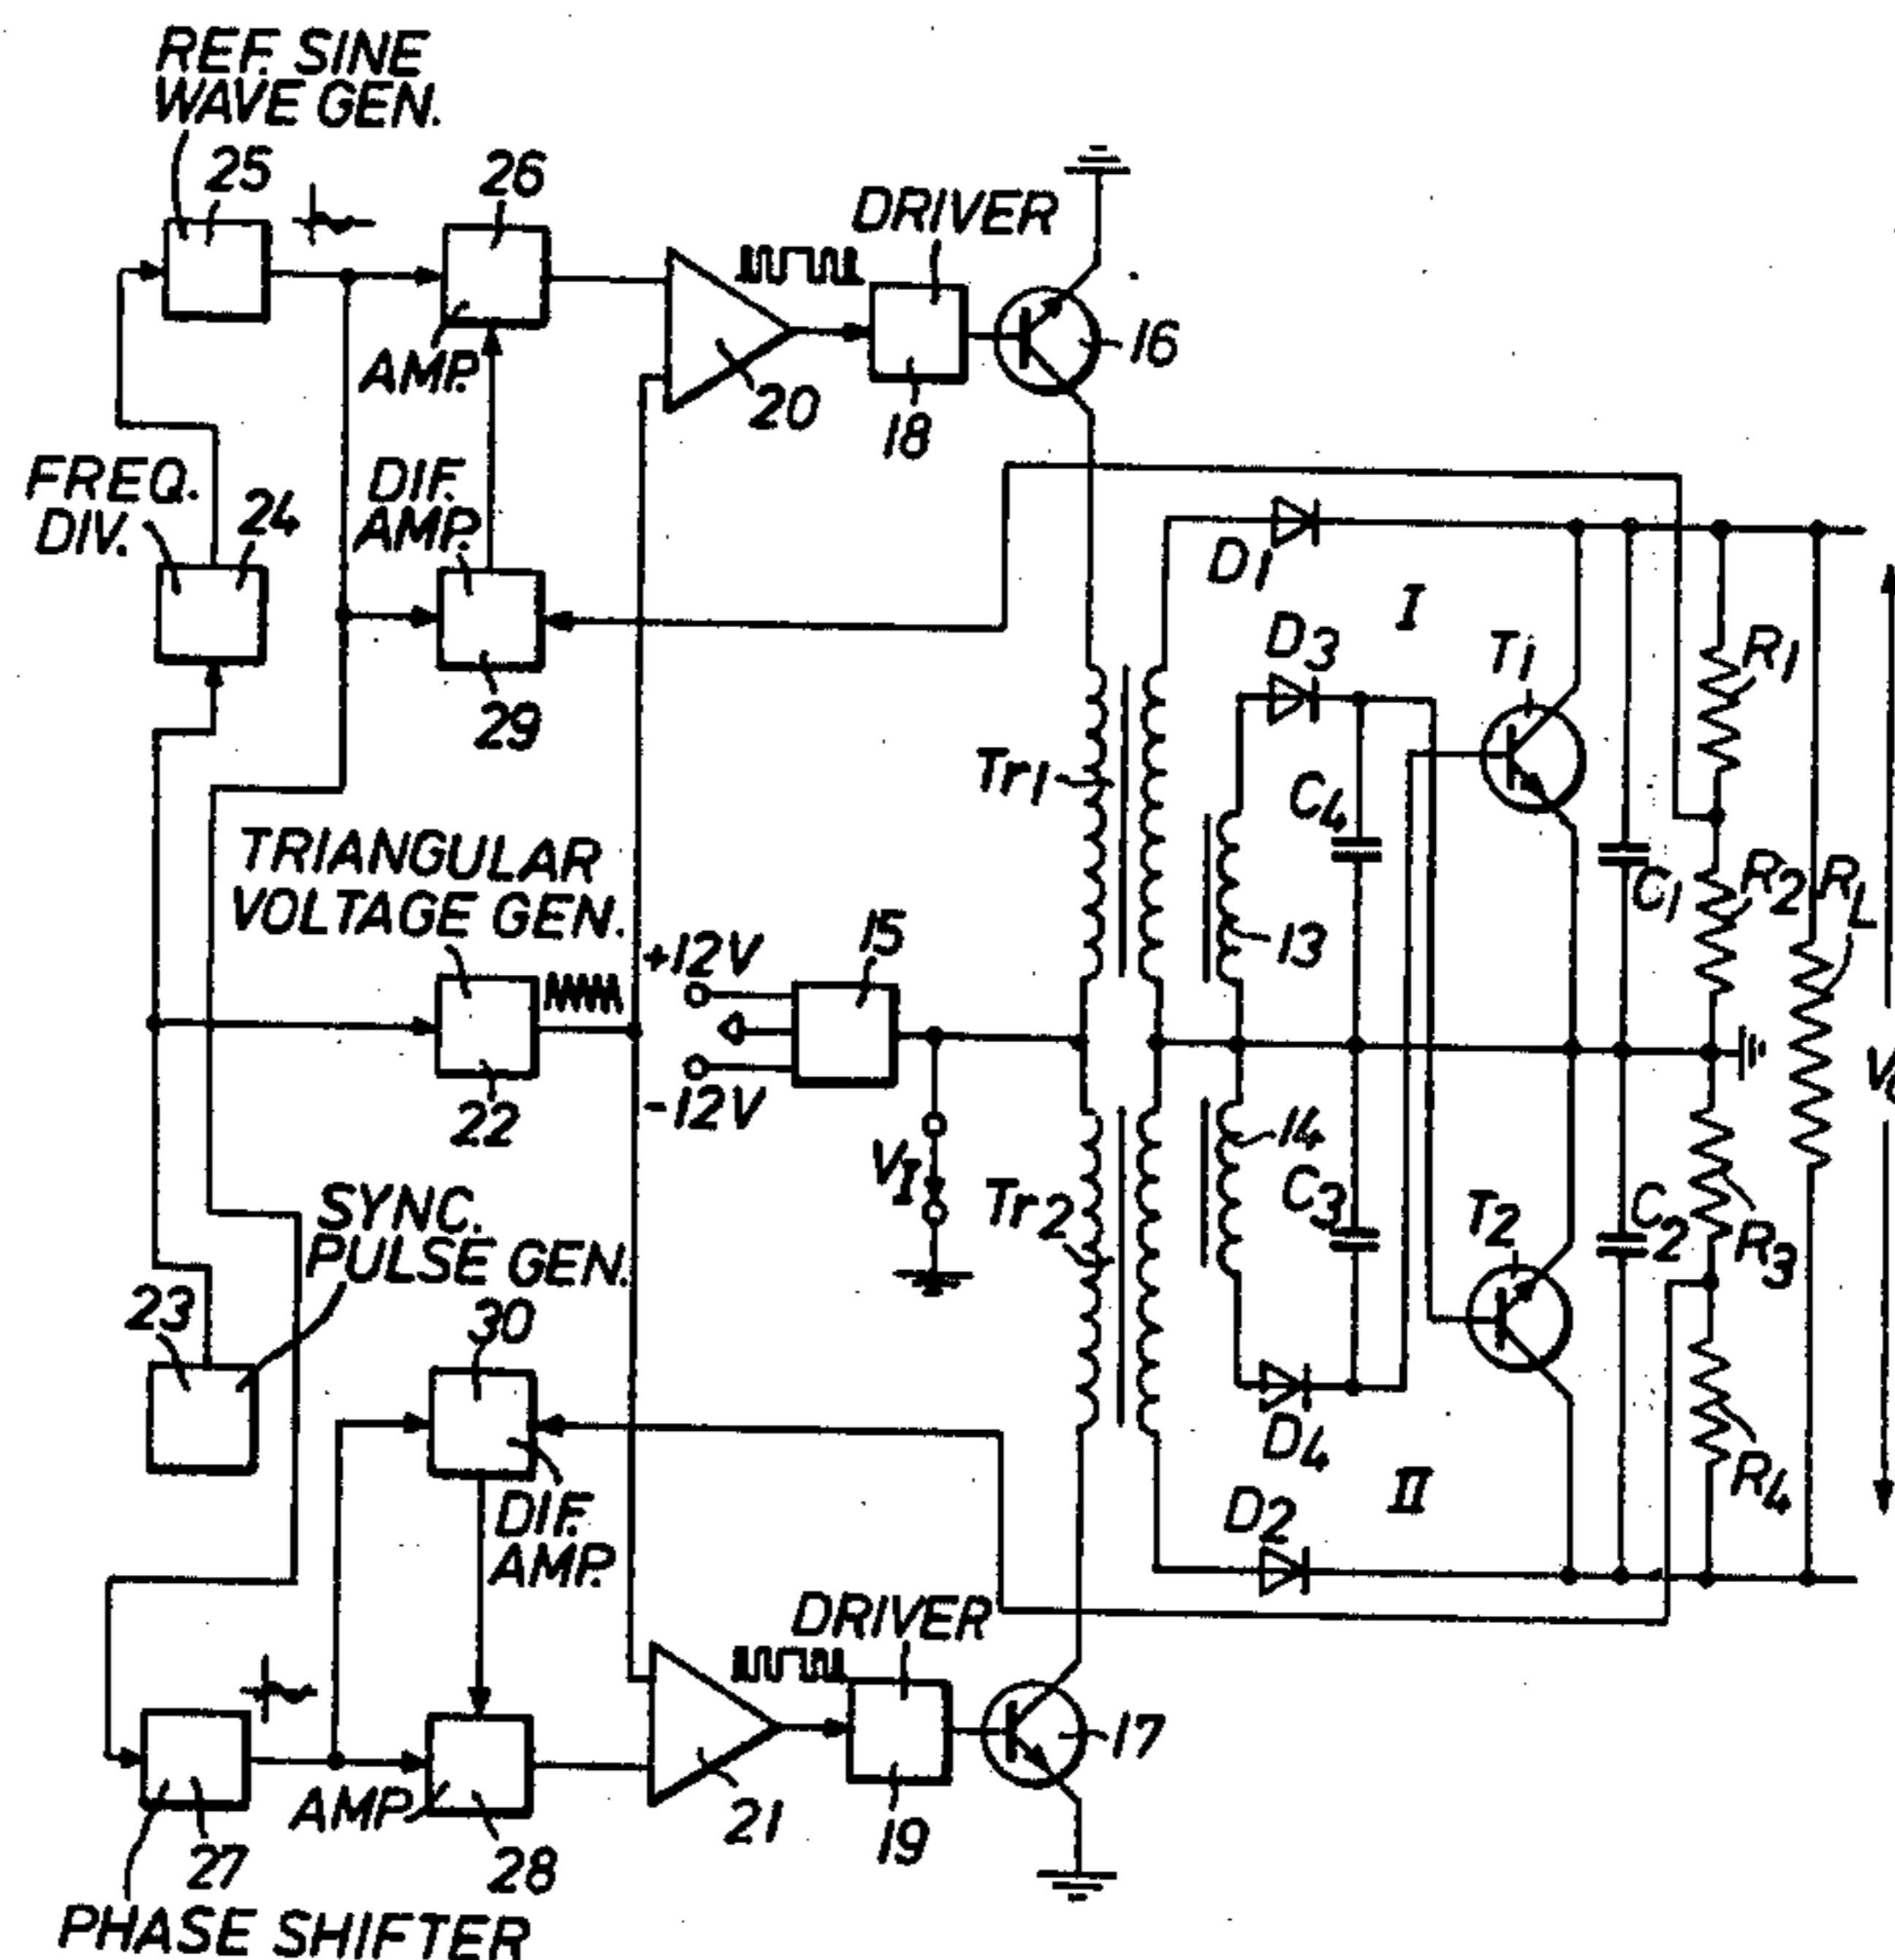 REF. SINE
WAVE GEN.
25
26
DRIVER
16
AMP.
20
18
FREQ.
DIV.
24
DIF.
AMP.
29
D1
I
D3
T1
R1
Tr1
C4
C1
R2
RL
13
TRIANGULAR
VOLTAGE GEN.
+12V
15
22
-12V
VI
Tr2
14
C3
T2
C2
R3
SYNC.
PULSE GEN.
23
30
D4
II
R4
DIF.
AMP.
D2
DRIVER
17
AMP.
21
19
27
28
PHASE SHIFTER